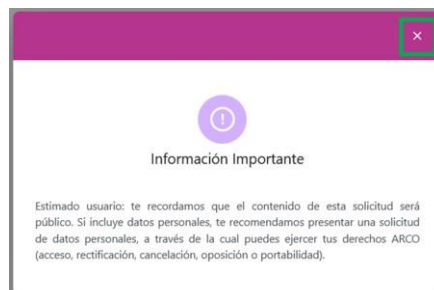 Información Importante
Estimado usuario: te recordamos que el contenido de esta solicitud será
público. Si incluye datos personales, te recomendamos presentar una solicitud
de datos personales, a través de la cual puedes ejercer tus derechos ARCO
(acceso, rectificación, cancelación, oposición o portabilidad).